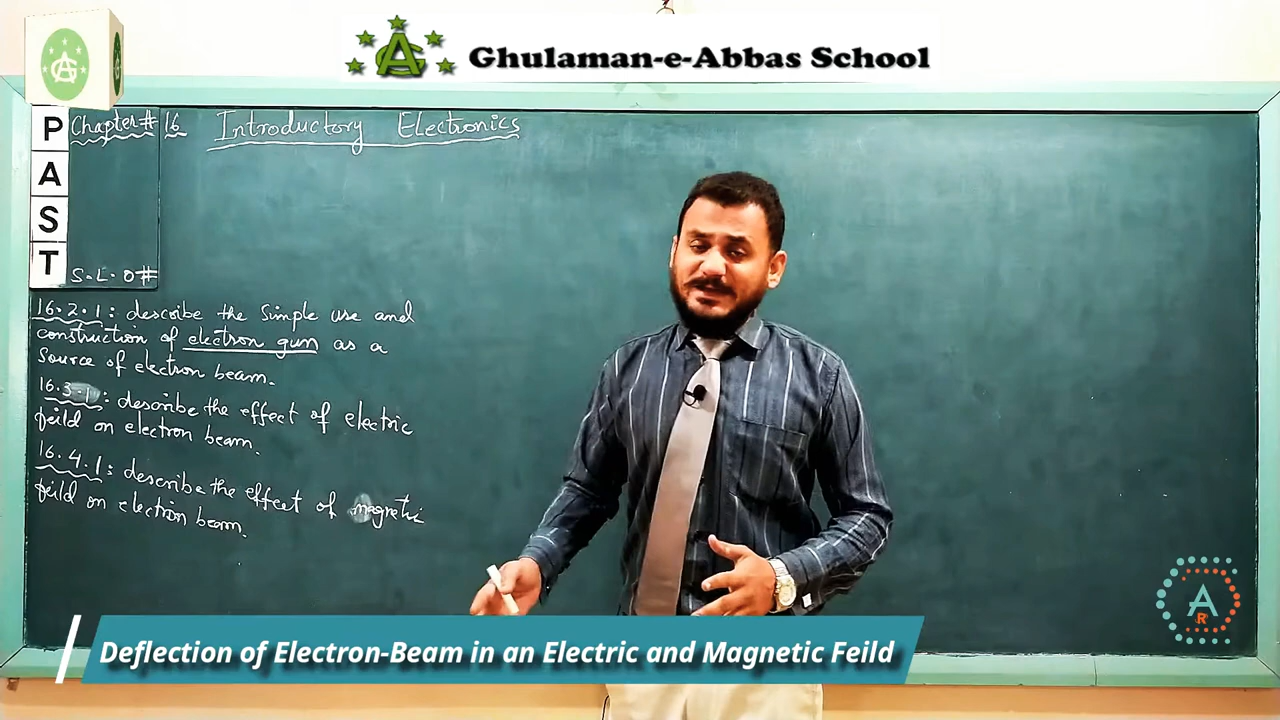 Ghulaman-e-Abbas School
P
A
S
T
Chapter# 16 Introductory Electronics
S.L.O#
16.2.1: describe the simple use and
construction of electron gun as a
Source of electron beam.
16.3.1: describe the effect of electric
feild on electron beam.
16.4.1: describe the effect of magnetic
feild on electron beam.
Deflection of Electron-Beam in an Electric and Magnetic Feild
A
R